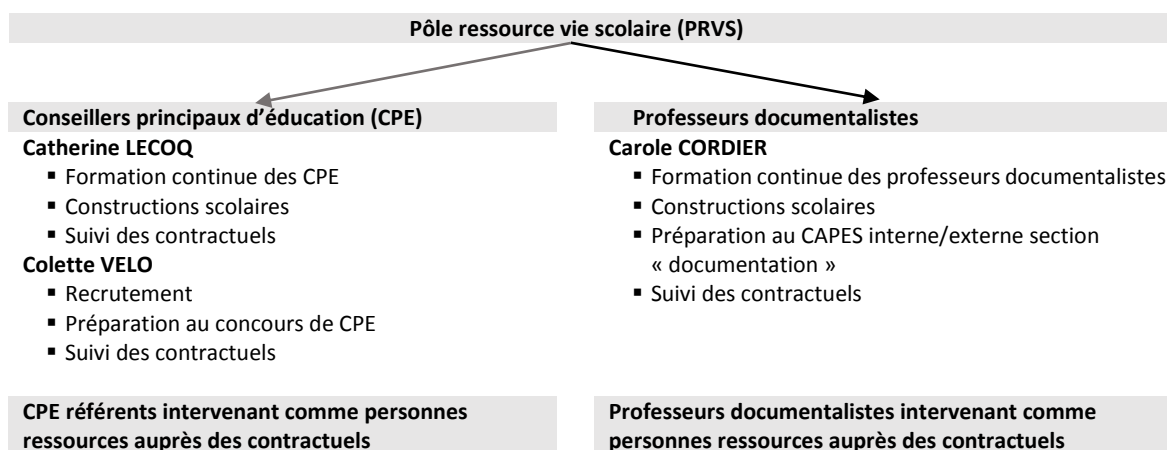 Pôle ressource vie scolaire (PRVS)
Conseillers principaux d'éducation (CPE)
Catherine LECOQ
▪ Formation continue des CPE
▪ Constructions scolaires
▪ Suivi des contractuels
Colette VELO
▪ Recrutement
▪ Préparation au concours de CPE
▪ Suivi des contractuels
CPE référents intervenant comme personnes
ressources auprès des contractuels
Professeurs documentalistes
Carole CORDIER
▪ Formation continue des professeurs documentalistes
▪ Constructions scolaires
▪ Préparation au CAPES interne/externe section
« documentation »
▪ Suivi des contractuels
Professeurs documentalistes intervenant comme
personnes ressources auprès des contractuels